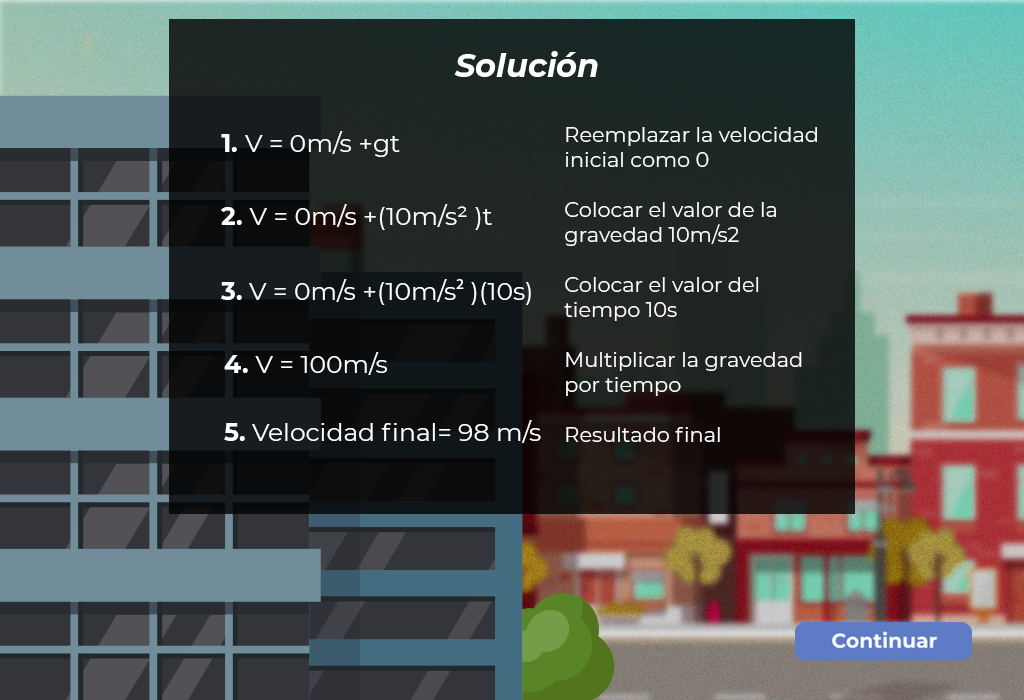 Solución
1. V = 0m/s +gt
Reemplazar la velocidad
inicial como 0
2. V = 0m/s +(10m/s² )t
Colocar el valor de la
gravedad 10m/s2
3. V = 0m/s +(10m/s² )(10s)
Colocar el valor del
tiempo 10s
4. V = 100m/s
Multiplicar la gravedad
por tiempo
5. Velocidad final= 98 m/s
Resultado final
Continuar